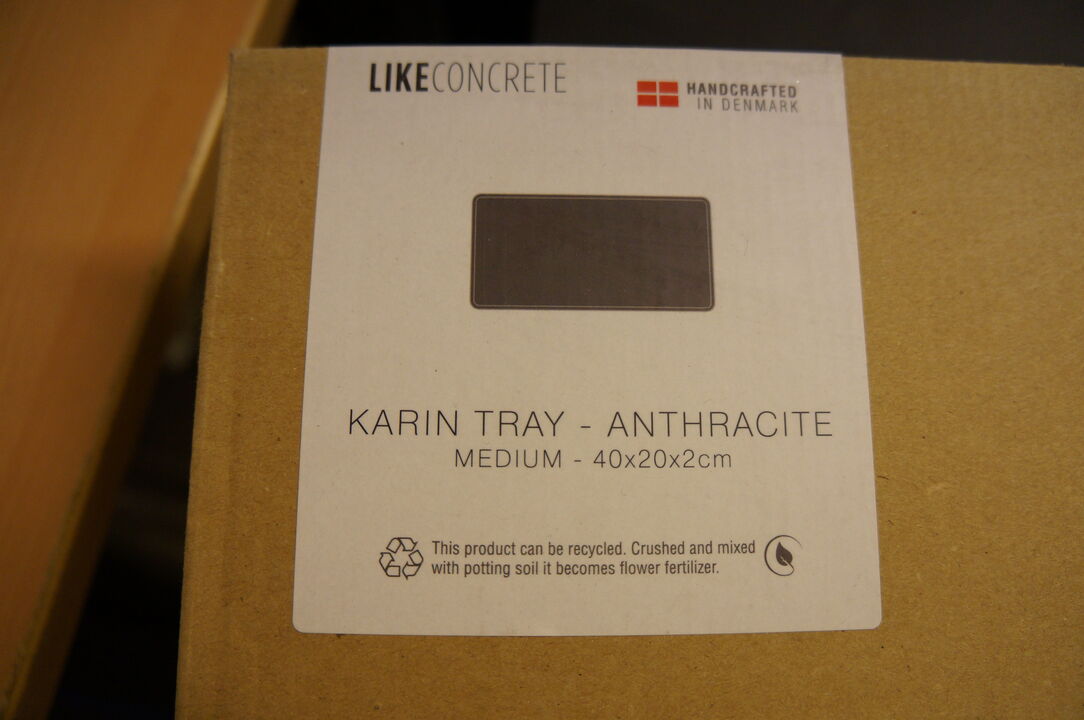 LIKECONCRETE
HANDCRAFTED
IN DENMARK
KARIN TRAY - ANTHRACITE
MEDIUM - 40x20x2cm
This product can be recycled. Crushed and mixed
with potting soil it becomes flower fertilizer.